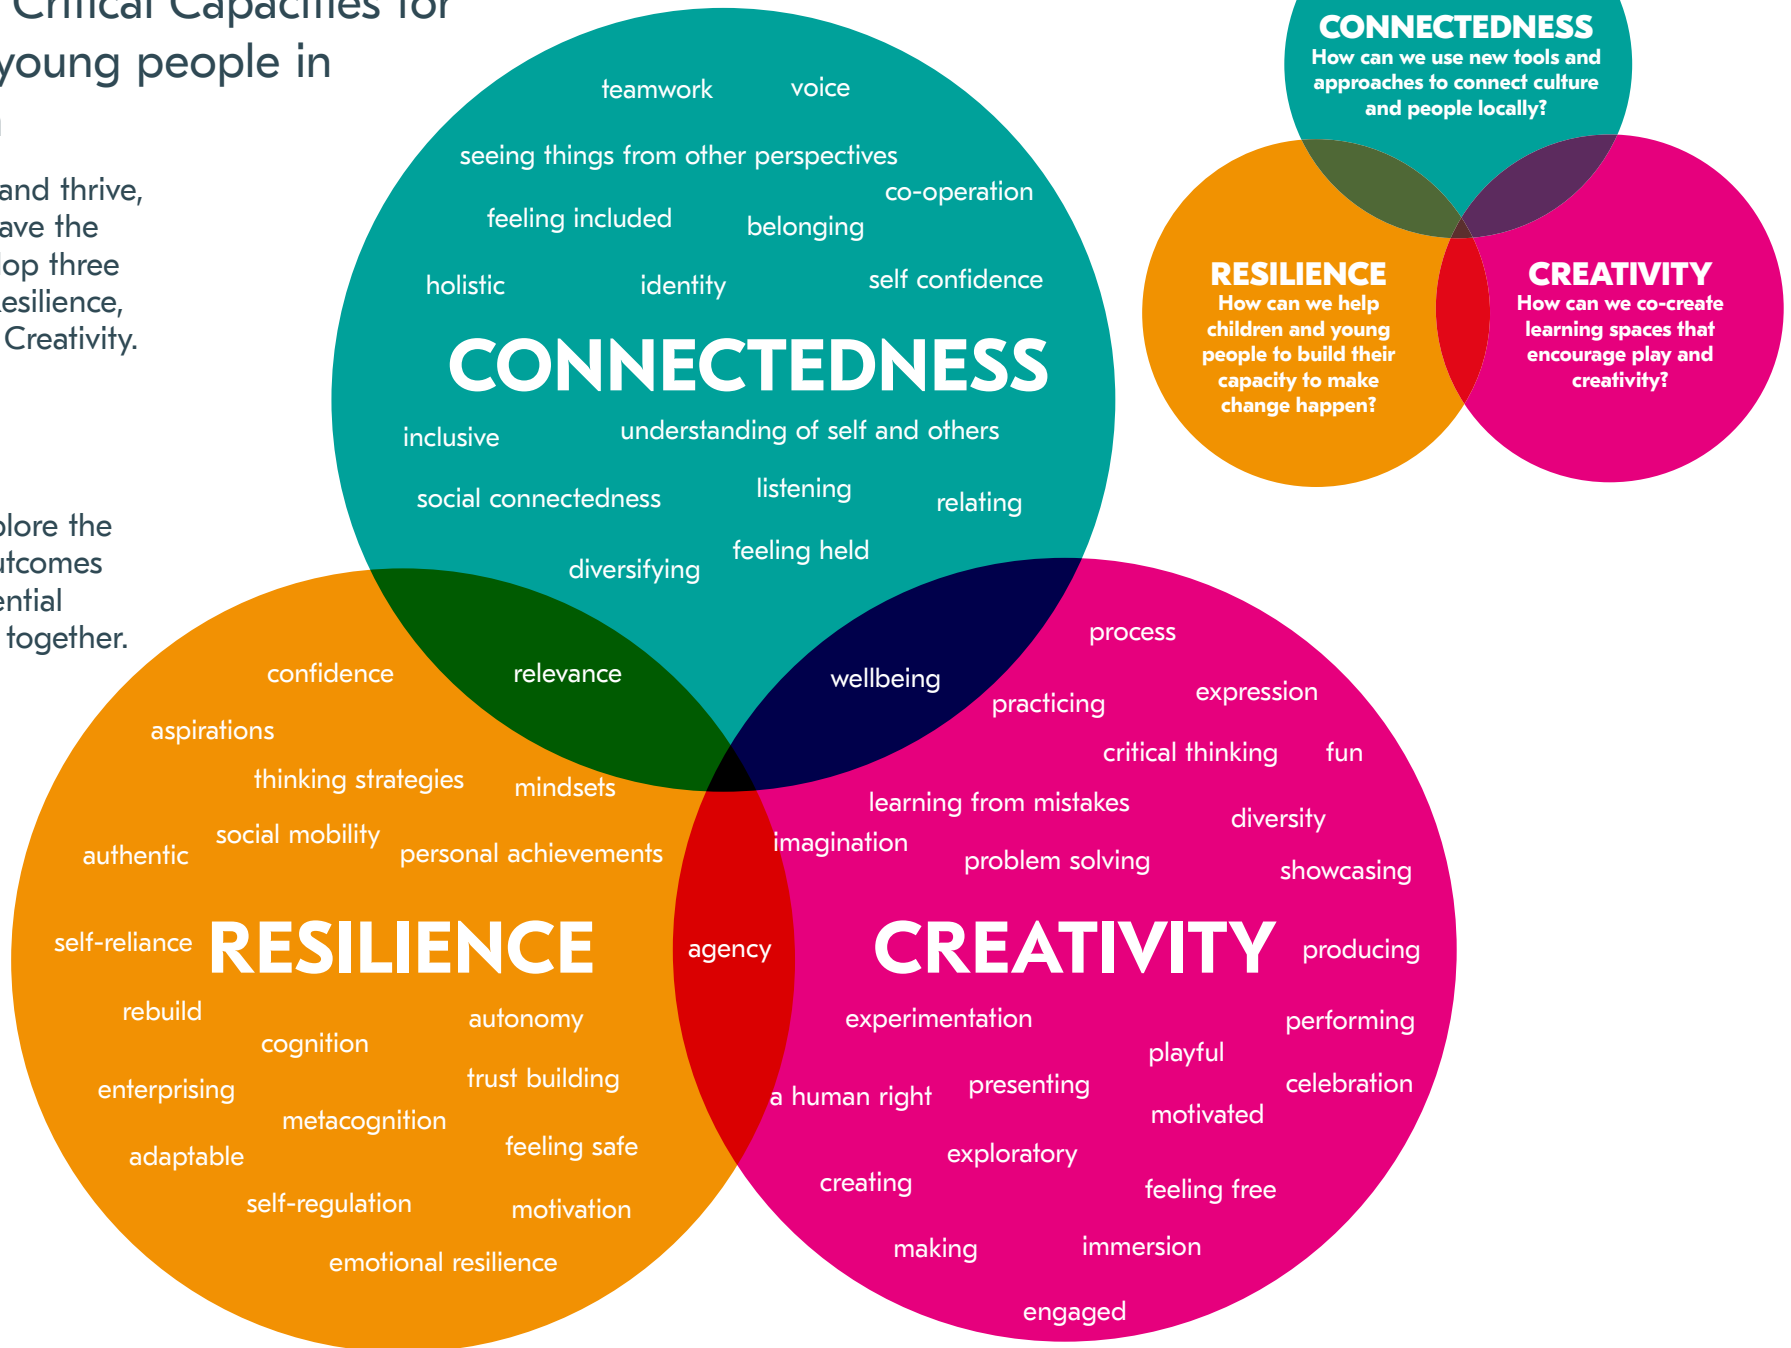 Critical Capacities for
young people in
and thrive,
ave the
lop three
esilience,
Creativity.
plore the
utcomes
ential
together.
teamwork
voice
seeing things from other perspectives
co-operation
feeling included
belonging
holistic
identity
self confidence
CONNECTEDNESS
inclusive
understanding of self and others
social connectedness
listening
relating
feeling held
diversifying
relevance
wellbeing
confidence
aspirations
thinking strategies
mindsets
social mobility
authentic
personal achievements
self-reliance
RESILIENCE
agency
rebuild
autonomy
cognition
enterprising
trust building
metacognition
adaptable
feeling safe
self-regulation
motivation
emotional resilience
process
practicing
expression
critical thinking
fun
learning from mistakes
diversity
imagination
problem solving
showcasing
CREATIVITY
producing
experimentation
performing
playful
a human right
presenting
celebration
motivated
exploratory
creating
feeling free
making
immersion
engaged
CONNECTEDNESS
How can we use new tools and
approaches to connect culture
and people locally?
RESILIENCE
How can we help
children and young
people to build their
capacity to make
change happen?
CREATIVITY
How can we co-create
learning spaces that
encourage play and
creativity?